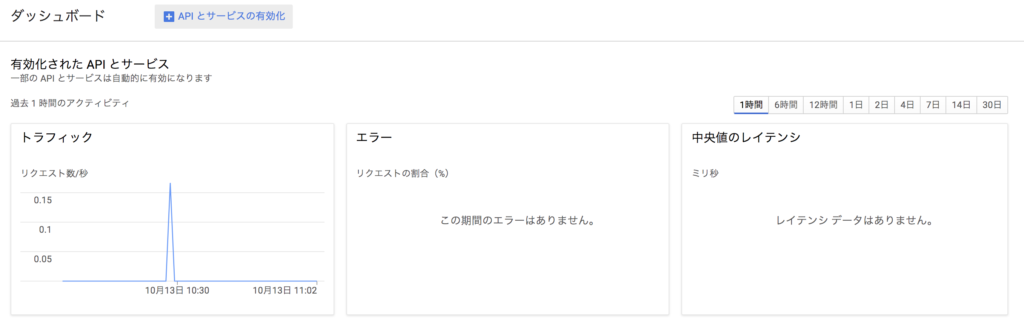 ダッシュボード
API とサービスの有効化
有効化された API とサービス
一部の API とサービスは自動的に有効になります
過去 1 時間のアクティビティ
1時間 6時間 12時間 1日 2日 4日 7日 14日 30日
トラフィック
リクエスト数/秒
0.15
0.1
0.05
10月13日 10:30 10月13日 11:02
エラー
リクエストの割合（%）
この期間のエラーはありません。
中央値のレイテンシ
ミリ秒
レイテンシ データはありません。